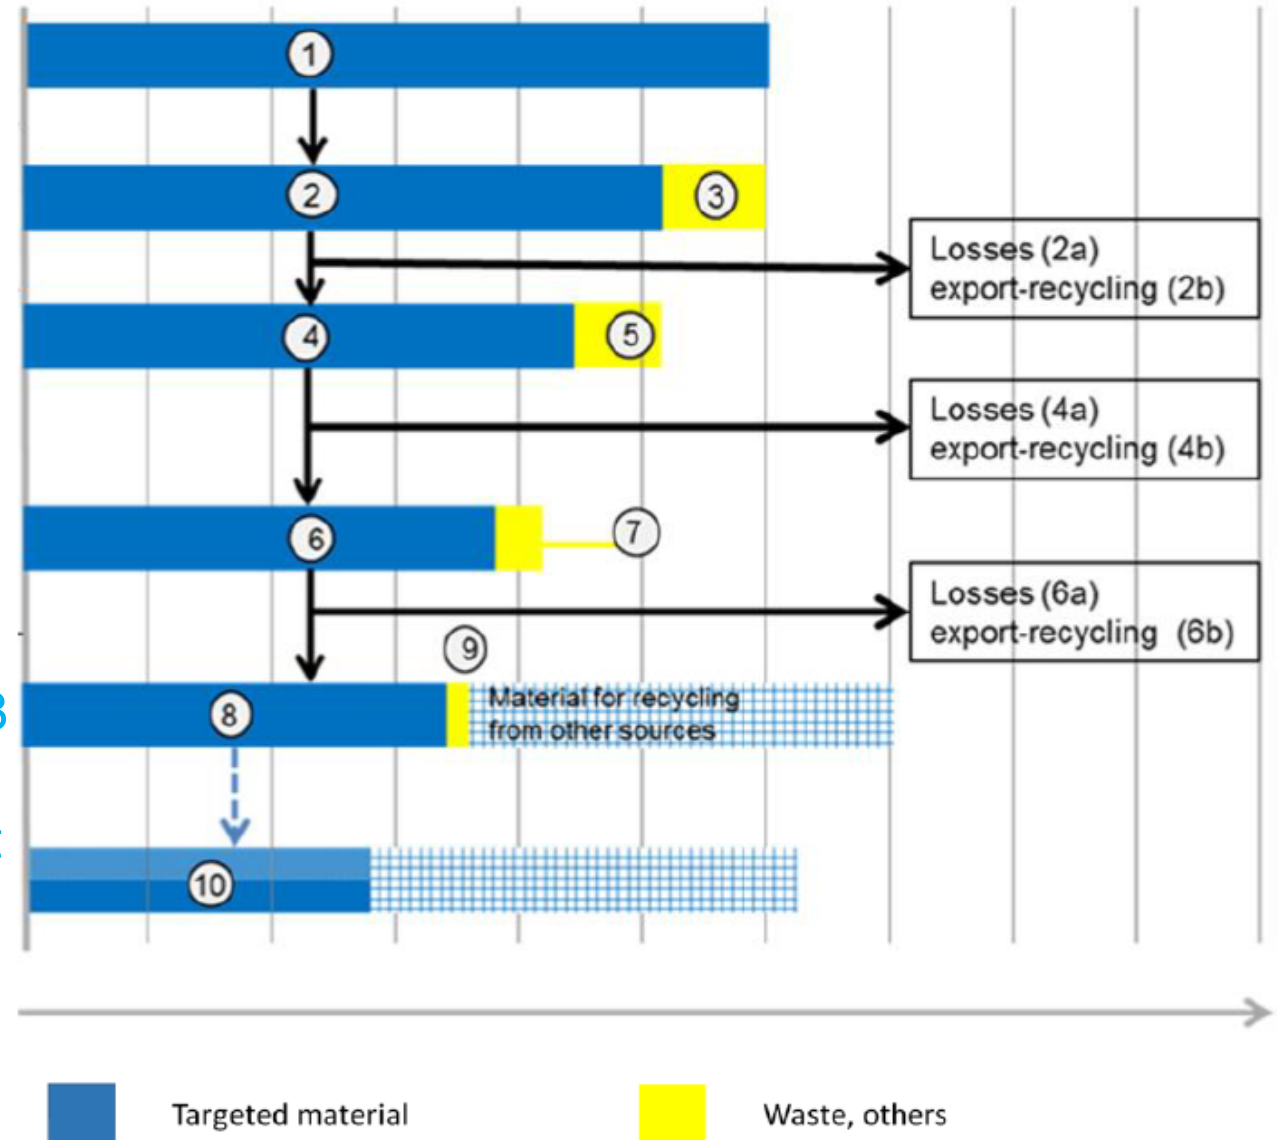 1
2
3
Losses (2a)
export-recycling (2b)
4
5
Losses (4a)
export-recycling (4b)
6
7
Losses (6a)
export-recycling (6b)
9
8
Material for recycling
from other sources
10
Targeted material
Waste, others